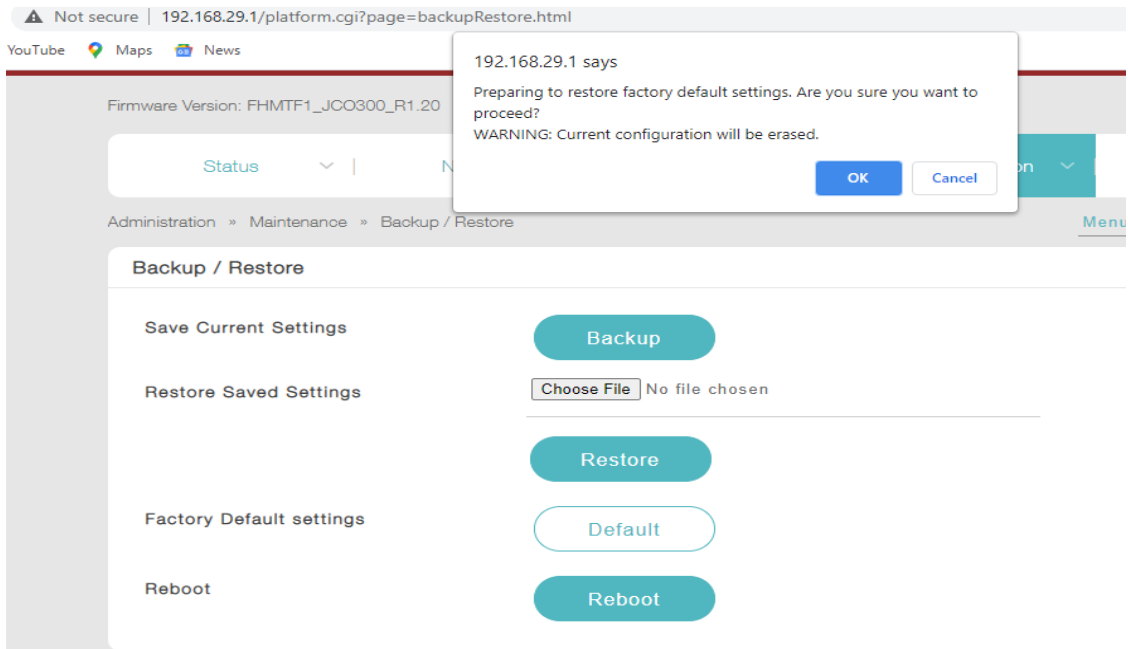 Not secure | 192.168.29.1/platform.cgi?page=backupRestore.html
YouTube Maps News
192.168.29.1 says
Preparing to restore factory default settings. Are you sure you want to
proceed?
WARNING: Current configuration will be erased.
OK Cancel
Firmware Version: FHMTF1_JCO300_R1.20
Status
Administration » Maintenance » Backup / Restore
Menu
Backup / Restore
Save Current Settings Backup
Restore Saved Settings Choose File No file chosen
Restore
Factory Default settings Default
Reboot Reboot